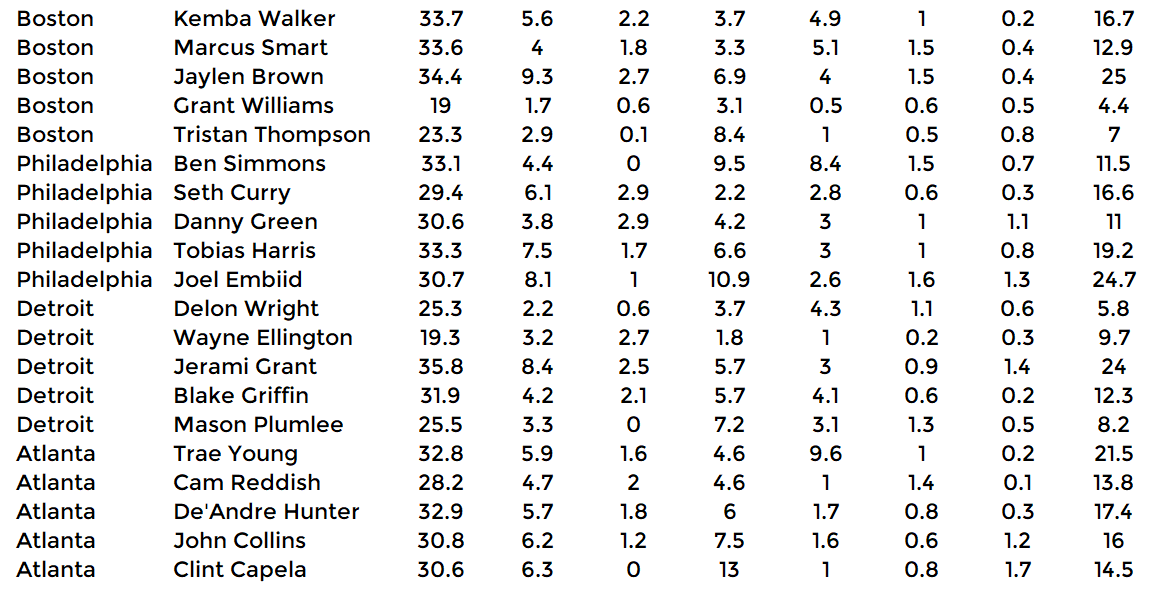 Boston Kemba Walker 33.7 5.6 2.2 3.7 4.9 1 0.2 16.7
Boston Marcus Smart 33.6 4 1.8 3.3 5.1 1.5 0.4 12.9
Boston Jaylen Brown 34.4 9.3 2.7 6.9 4 1.5 0.4 25
Boston Grant Williams 19 1.7 0.6 3.1 0.5 0.6 0.5 4.4
Boston Tristan Thompson 23.3 2.9 0.1 8.4 1 0.5 0.8 7
Philadelphia Ben Simmons 33.1 4.4 0 9.5 8.4 1.5 0.7 11.5
Philadelphia Seth Curry 29.4 6.1 2.9 2.2 2.8 0.6 0.3 16.6
Philadelphia Danny Green 30.6 3.8 2.9 4.2 3 1 1.1 11
Philadelphia Tobias Harris 33.3 7.5 1.7 6.6 3 1 0.8 19.2
Philadelphia Joel Embiid 30.7 8.1 1 10.9 2.6 1.6 1.3 24.7
Detroit Delon Wright 25.3 2.2 0.6 3.7 4.3 1.1 0.6 5.8
Detroit Wayne Ellington 19.3 3.2 2.7 1.8 1 0.2 0.3 9.7
Detroit Jerami Grant 35.8 8.4 2.5 5.7 3 0.9 1.4 24
Detroit Blake Griffin 31.9 4.2 2.1 5.7 4.1 0.6 0.2 12.3
Detroit Mason Plumlee 25.5 3.3 0 7.2 3.1 1.3 0.5 8.2
Atlanta Trae Young 32.8 5.9 1.6 4.6 9.6 1 0.2 21.5
Atlanta Cam Reddish 28.2 4.7 2 4.6 1 1.4 0.1 13.8
Atlanta De'Andre Hunter 32.9 5.7 1.8 6 1.7 0.8 0.3 17.4
Atlanta John Collins 30.8 6.2 1.2 7.5 1.6 0.6 1.2 16
Atlanta Clint Capela 30.6 6.3 0 13 1 0.8 1.7 14.5